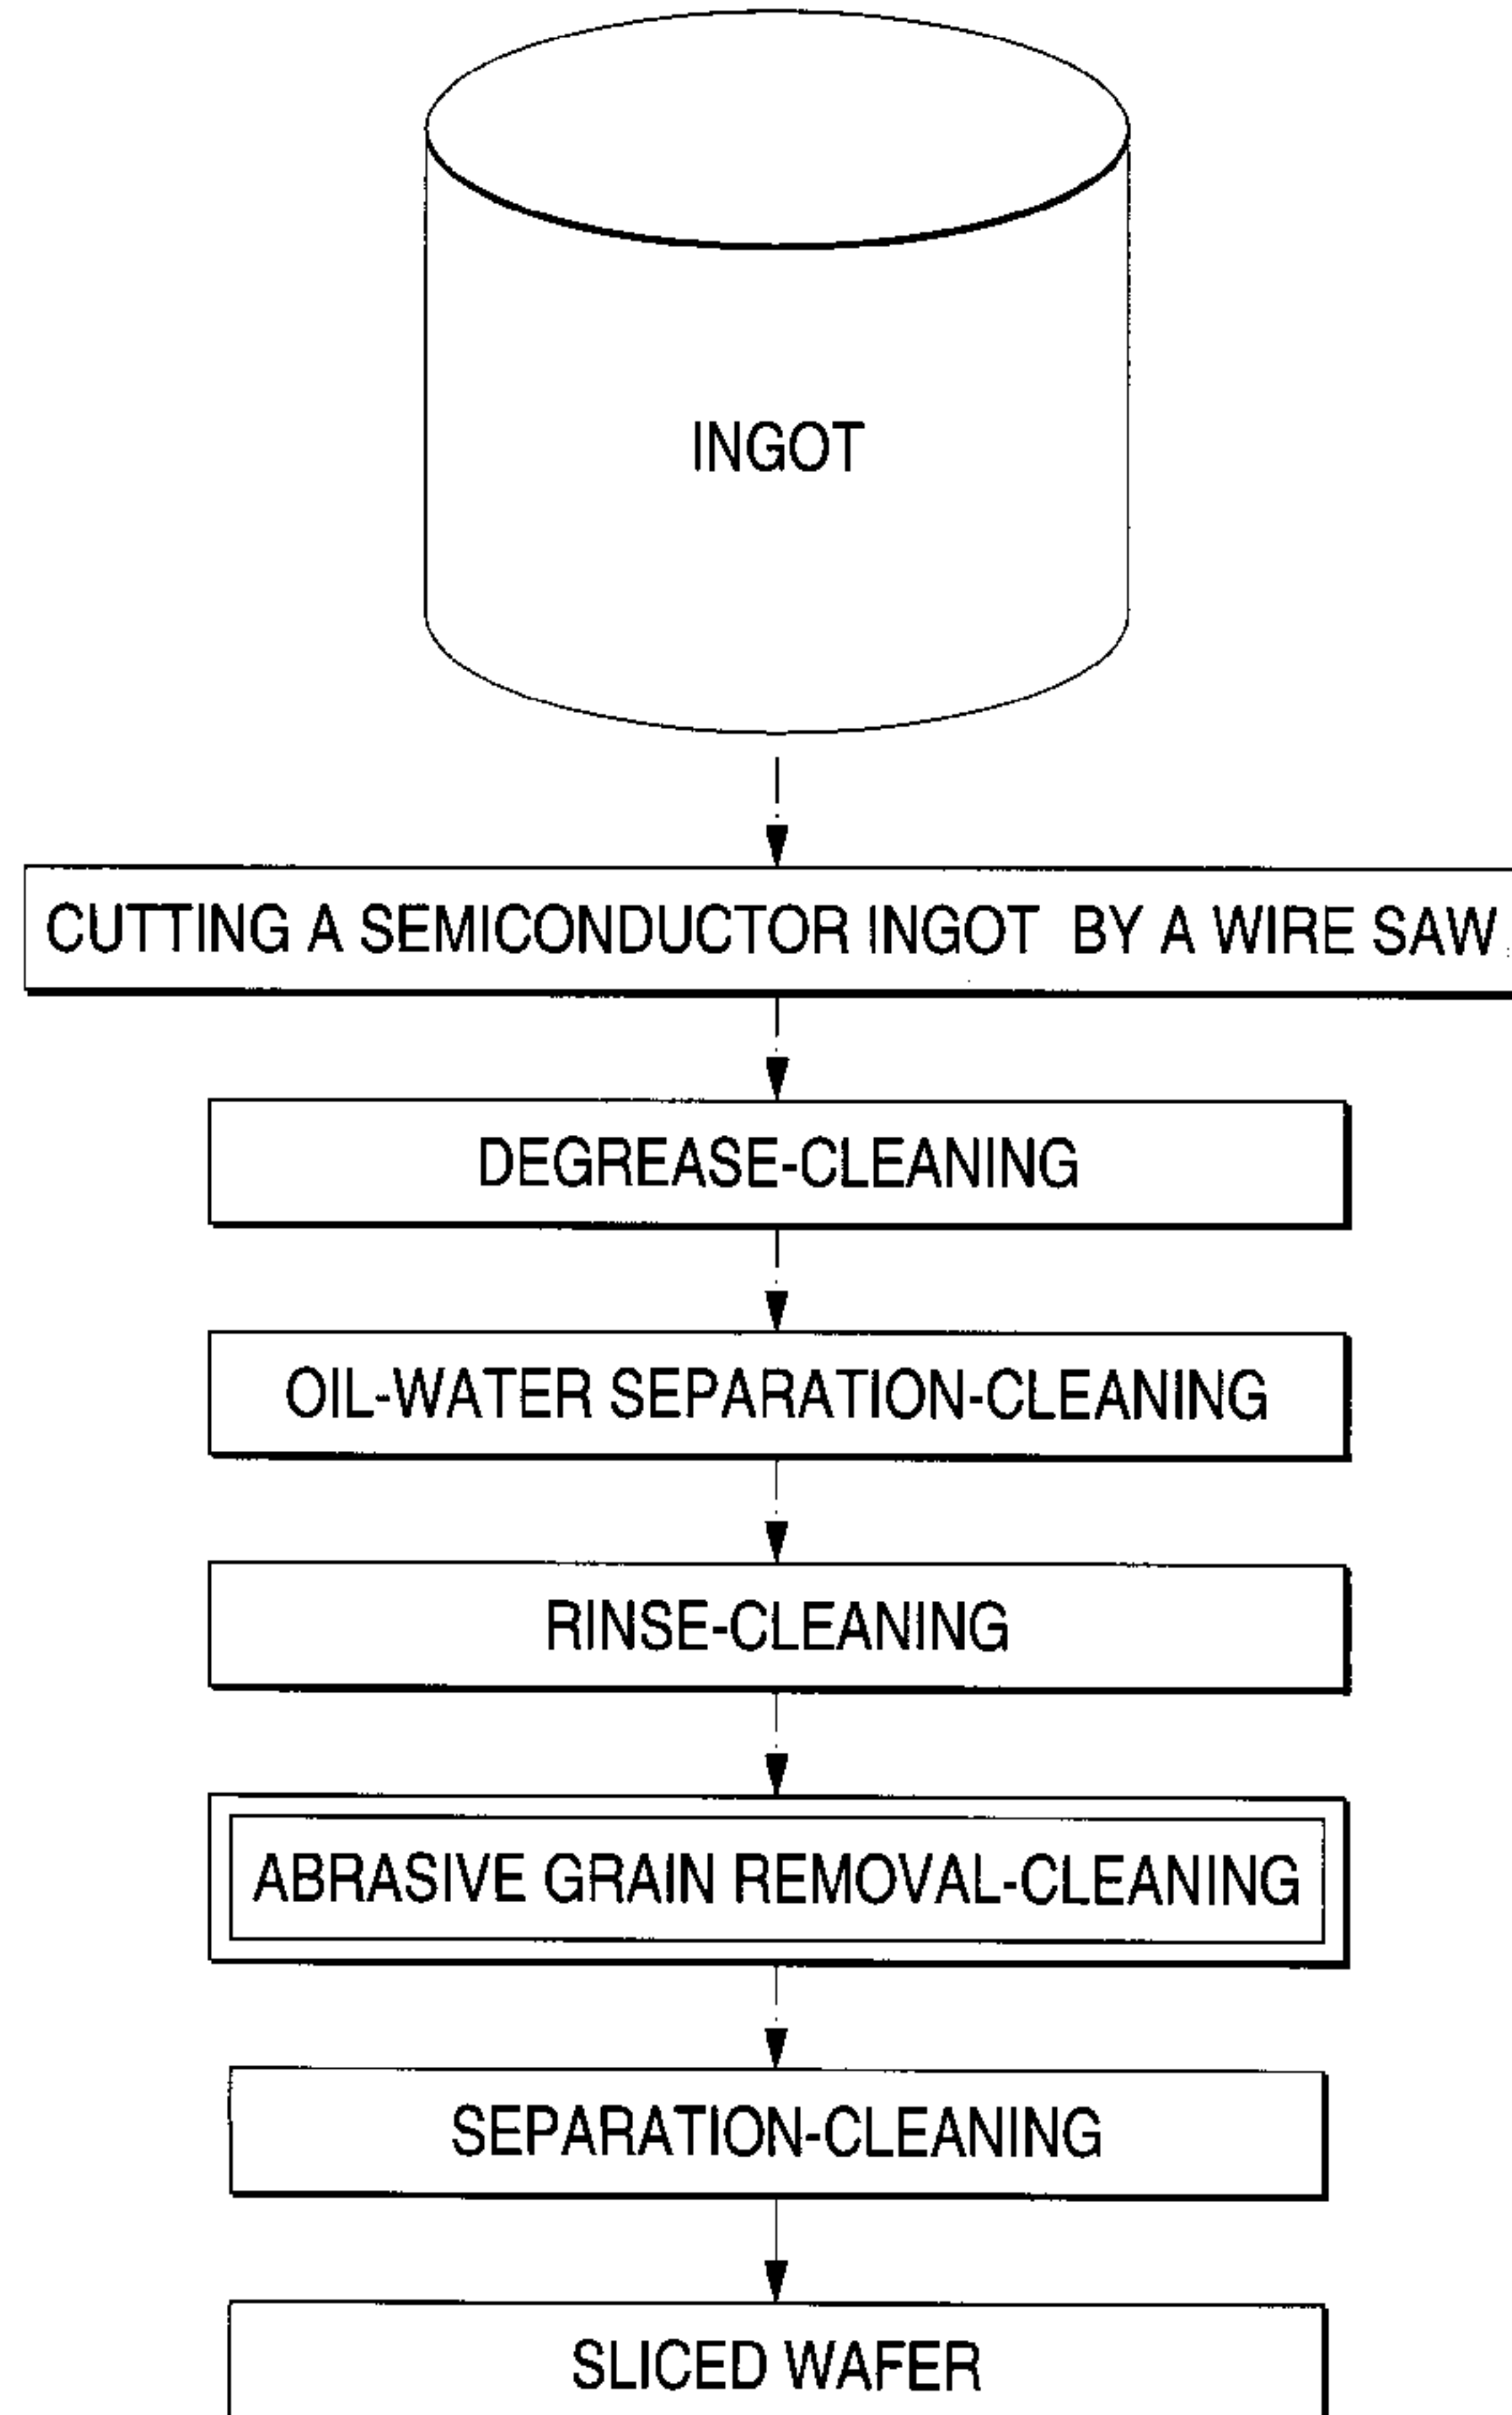 INGOT
CUTTING A SEMICONDUCTOR INGOT BY A WIRE SAW
DEGREASE-CLEANING
OIL-WATER SEPARATION-CLEANING
RINSE-CLEANING
ABRASIVE GRAIN REMOVAL-CLEANING
SEPARATION-CLEANING
SLICED WAFER